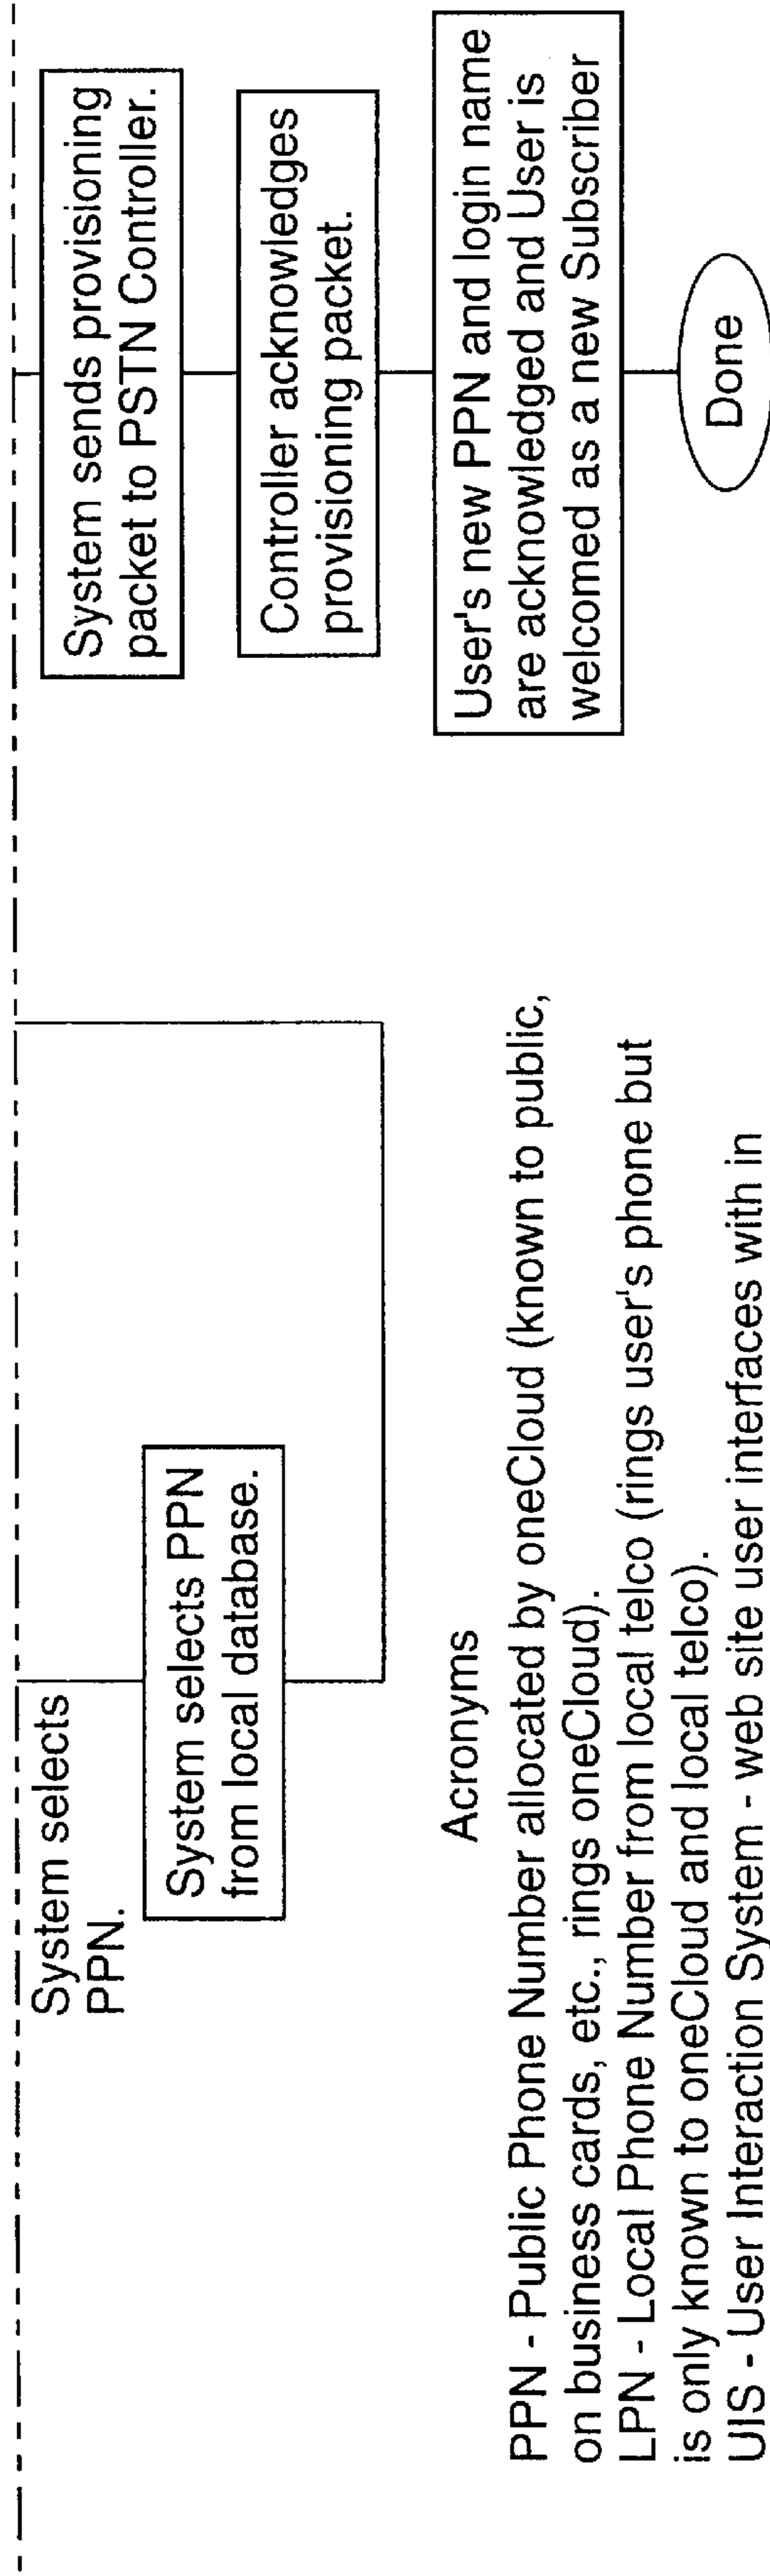 System selects
PPN.
System selects PPN
from local database.
System sends provisioning
packet to PSTN Controller.
Controller acknowledges
provisioning packet.
User's new PPN and login name
are acknowledged and User is
welcomed as a new Subscriber
Done
Acronyms
PPN - Public Phone Number allocated by oneCloud (known to public,
on business cards, etc., rings oneCloud).
LPN - Local Phone Number from local telco (rings user's phone but
is only known to oneCloud and local telco).
UIS - User Interaction System - web site user interfaces with in